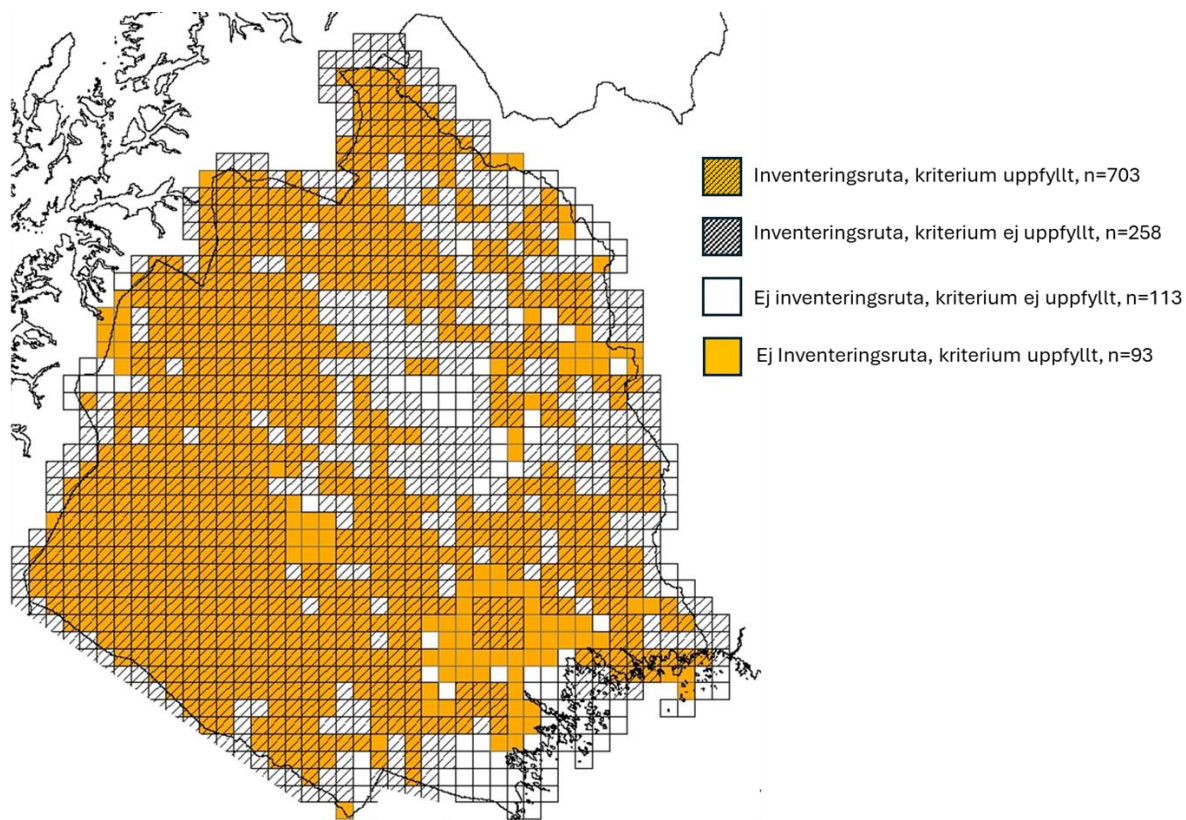 Inventeringsruta, kriterium uppfyllt, n=703
Inventeringsruta, kriterium ej uppfyllt, n=258
Ej inventeringsruta, kriterium ej uppfyllt, n=113
Ej Inventeringsruta, kriterium uppfyllt, n=93